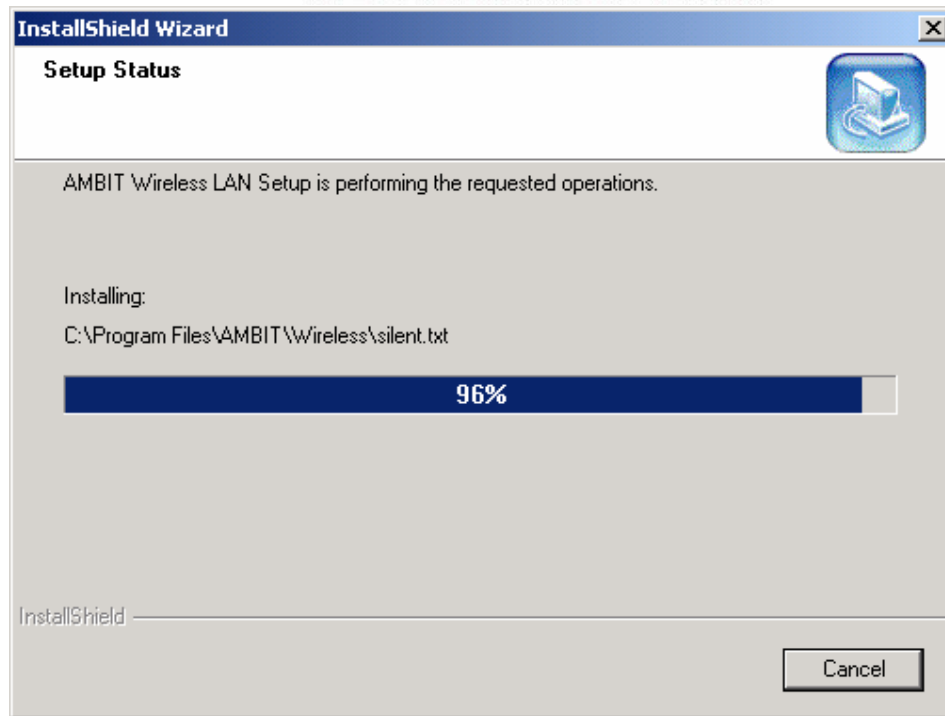 InstallShield Wizard
Setup Status
AMBIT Wireless LAN Setup is performing the requested operations.
Installing:
C:\Program Files\AMBIT\Wireless\silent.txt
96%
InstallShield
Cancel